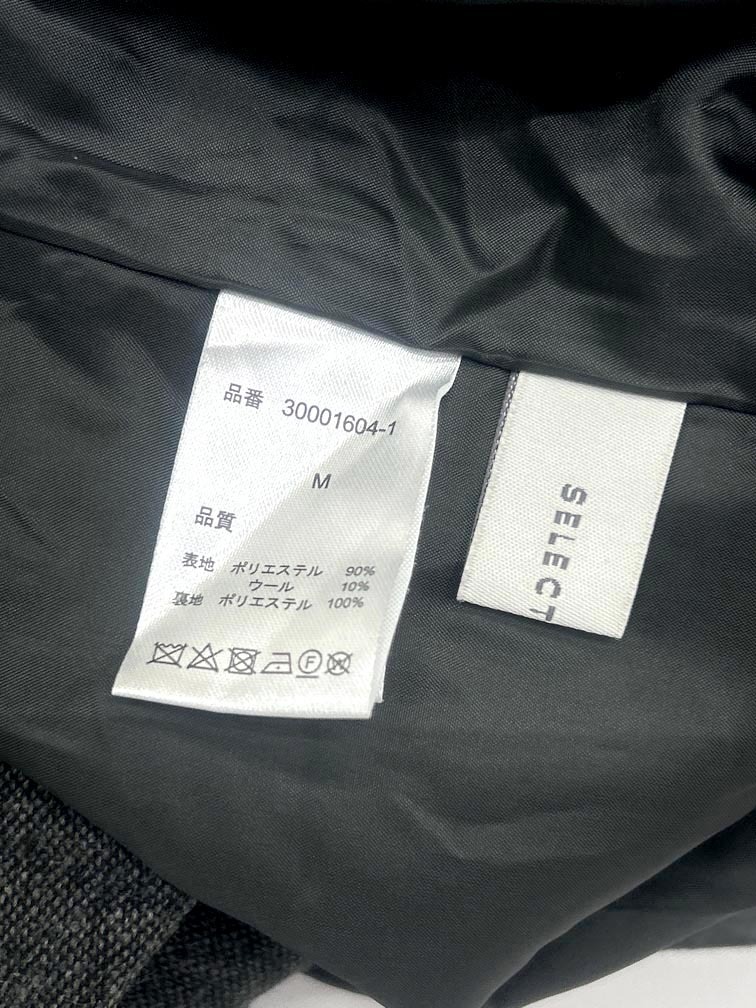 品番 30001604-1
M
品質
表地 ポリエステル 90%
ウール 10%
裏地 ポリエステル 100%
F W
SELECT